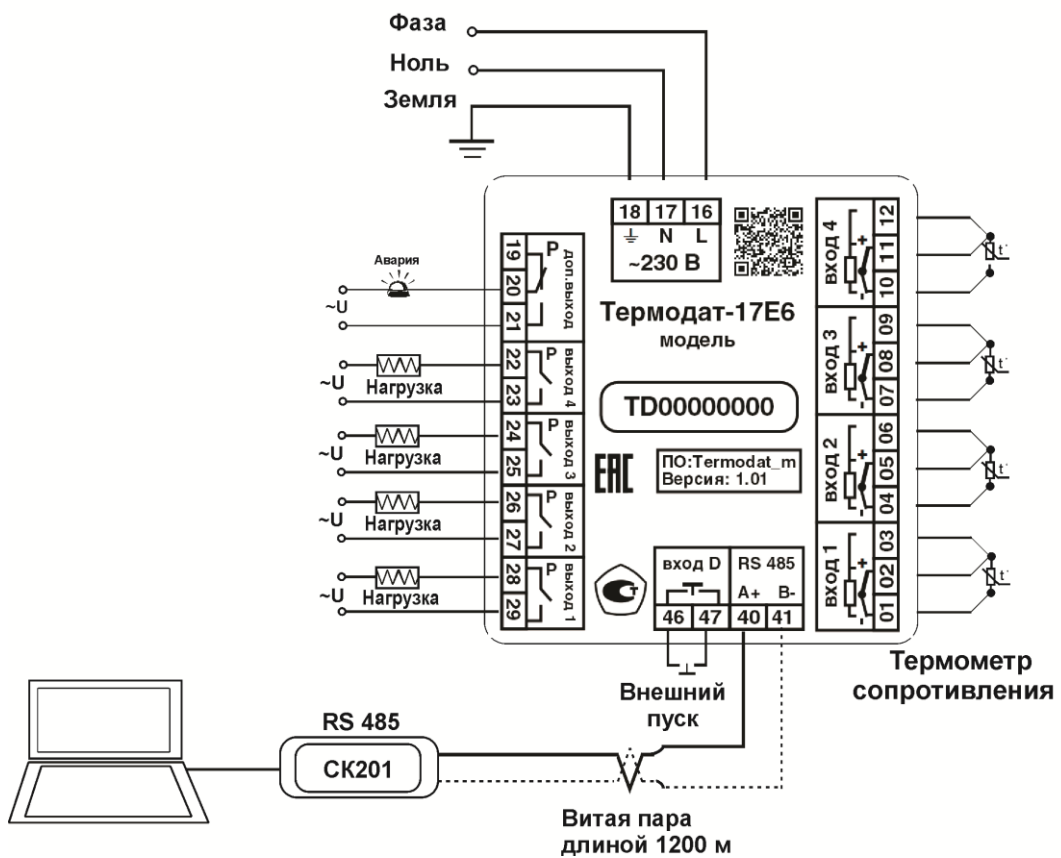 Фаза
Ноль
Земля
18 17 16
N L
~230 В
Термодат-17Е6
модель
TD00000000
ПО:Termodat_m
Версия: 1.01
EAC
Авария
~U
19
20
21
P
доп.выход
~U
Нагрузка
22
23
P
выход 4
~U
Нагрузка
24
25
P
выход 3
~U
Нагрузка
26
27
P
выход 2
~U
Нагрузка
28
29
P
выход 1
вход 4
+
-
12
11
10
t°
вход 3
+
-
09
08
07
t°
вход 2
+
-
06
05
04
t°
вход 1
+
-
03
02
01
t°
вход D RS 485
A+ B-
46 47 40 41
Внешний
пуск
Термометр
сопротивления
RS 485
СК201
Витая пара
длиной 1200 м